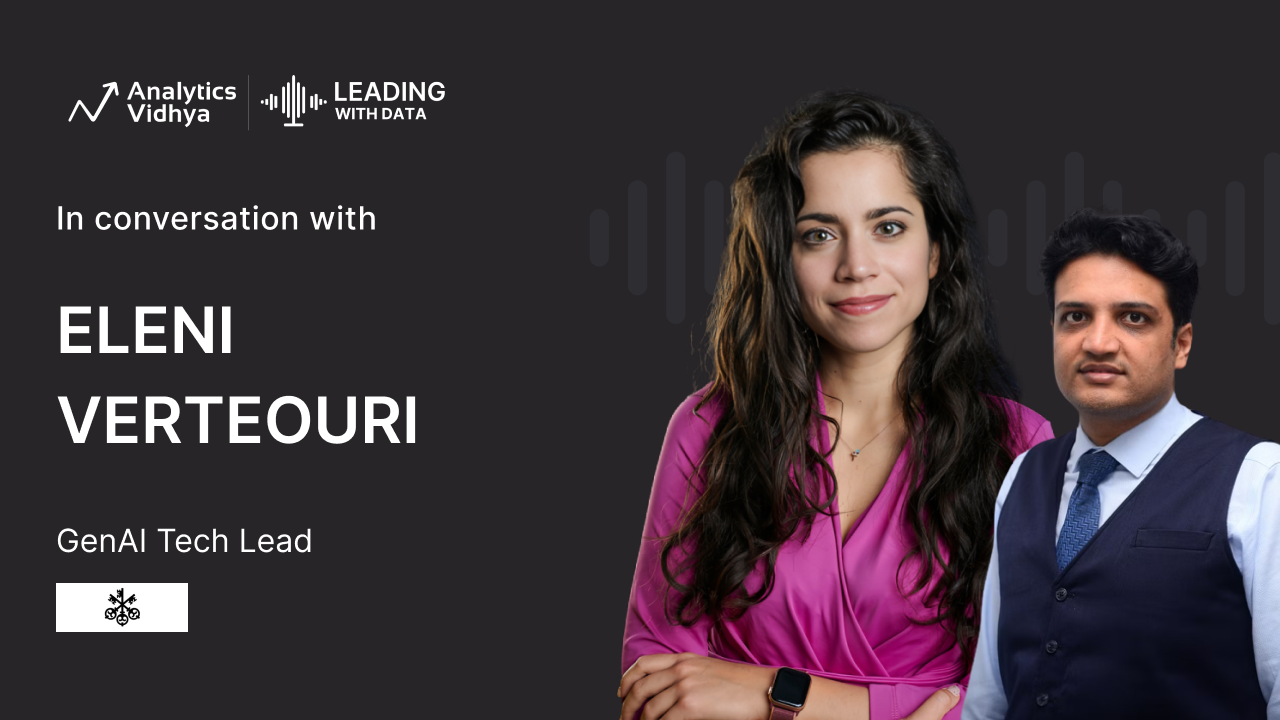 Analytics
Vidhya
LEADING
WITH DATA
In conversation with
ELENI
VERTEOURI
GenAI Tech Lead